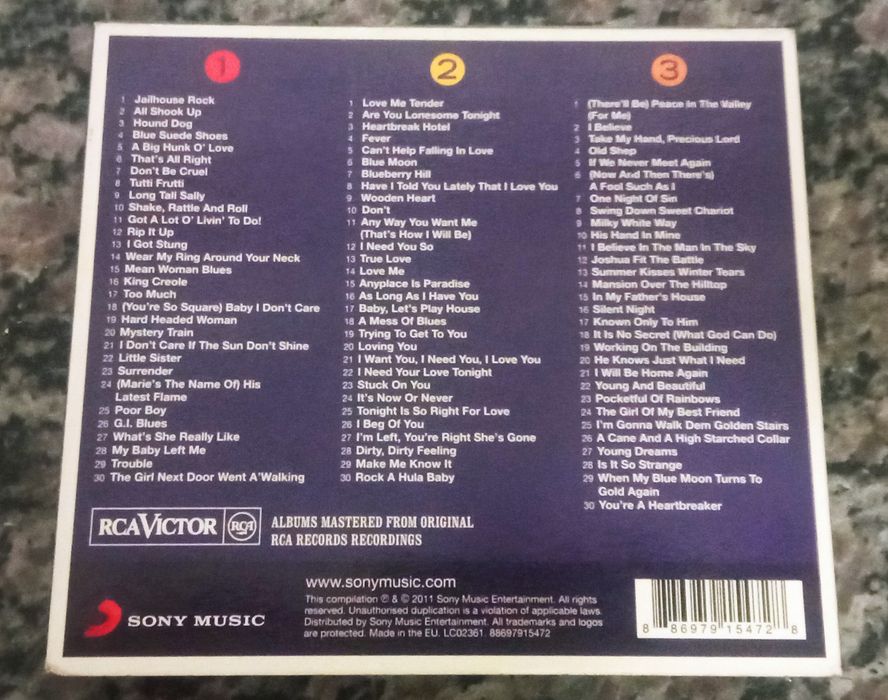 1
1 Jailhouse Rock
2 All Shook Up
3 Hound Dog
4 Blue Suede Shoes
5 A Big Hunk O' Love
6 That's All Right
7 Don't Be Cruel
8 Tutti Frutti
9 Long Tall Sally
10 Shake, Rattle And Roll
11 Got A Lot O' Livin' To Do!
12 Rip It Up
13 I Got Stung
14 Wear My Ring Around Your Neck
15 Mean Woman Blues
16 King Creole
17 Too Much
18 (You're So Square) Baby I Don't Care
19 Hard Headed Woman
20 Mystery Train
21 I Don't Care If The Sun Don't Shine
22 Little Sister
23 Surrender
24 (Marie's The Name Of) His
Latest Flame
25 Poor Boy
26 G.I. Blues
27 What's She Really Like
28 My Baby Left Me
29 Trouble
30 The Girl Next Door Went A'Walking
2
1 Love Me Tender
2 Are You Lonesome Tonight
3 Heartbreak Hotel
4 Fever
5 Can't Help Falling In Love
6 Blue Moon
7 Blueberry Hill
8 Have I Told You Lately That I Love You
9 Wooden Heart
10 Don't
11 Any Way You Want Me
(That's How I Will Be)
12 I Need You So
13 True Love
14 Love Me
15 Anyplace Is Paradise
16 As Long As I Have You
17 Baby, Let's Play House
18 A Mess Of Blues
19 Trying To Get To You
20 Loving You
21 I Want You, I Need You, I Love You
22 I Need Your Love Tonight
23 Stuck On You
24 It's Now Or Never
25 Tonight Is So Right For Love
26 I Beg Of You
27 I'm Left, You're Right She's Gone
28 Dirty, Dirty Feeling
29 Make Me Know It
30 Rock A Hula Baby
3
1 (There'll Be) Peace In The Valley
(For Me)
2 I Believe
3 Take My Hand, Precious Lord
4 Old Shep
5 If We Never Meet Again
6 (Now And Then There's)
A Fool Such As I
7 One Night Of Sin
8 Swing Down Sweet Chariot
9 Milky White Way
10 His Hand In Mine
11 I Believe In The Man In The Sky
12 Joshua Fit The Battle
13 Summer Kisses Winter Tears
14 Mansion Over The Hilltop
15 In My Father's House
16 Silent Night
17 Known Only To Him
18 It Is No Secret (What God Can Do)
19 Working On The Building
20 He Knows Just What I Need
21 I Will Be Home Again
22 Young And Beautiful
23 Pocketful Of Rainbows
24 The Girl Of My Best Friend
25 I'm Gonna Walk Dem Golden Stairs
26 A Cane And A High Starched Collar
27 Young Dreams
28 Is It So Strange
29 When My Blue Moon Turns To
Gold Again
30 You're A Heartbreaker
RCA VICTOR RCA
ALBUMS MASTERED FROM ORIGINAL
RCA RECORDS RECORDINGS
SONY MUSIC
www.sonymusic.com
This compilation ℗ & © 2011 Sony Music Entertainment. All rights
reserved. Unauthorised duplication is a violation of applicable laws.
Distributed by Sony Music Entertainment. All trademarks and logos
are protected. Made in the EU. LC02361. 88697915472
8 86979 15472 8